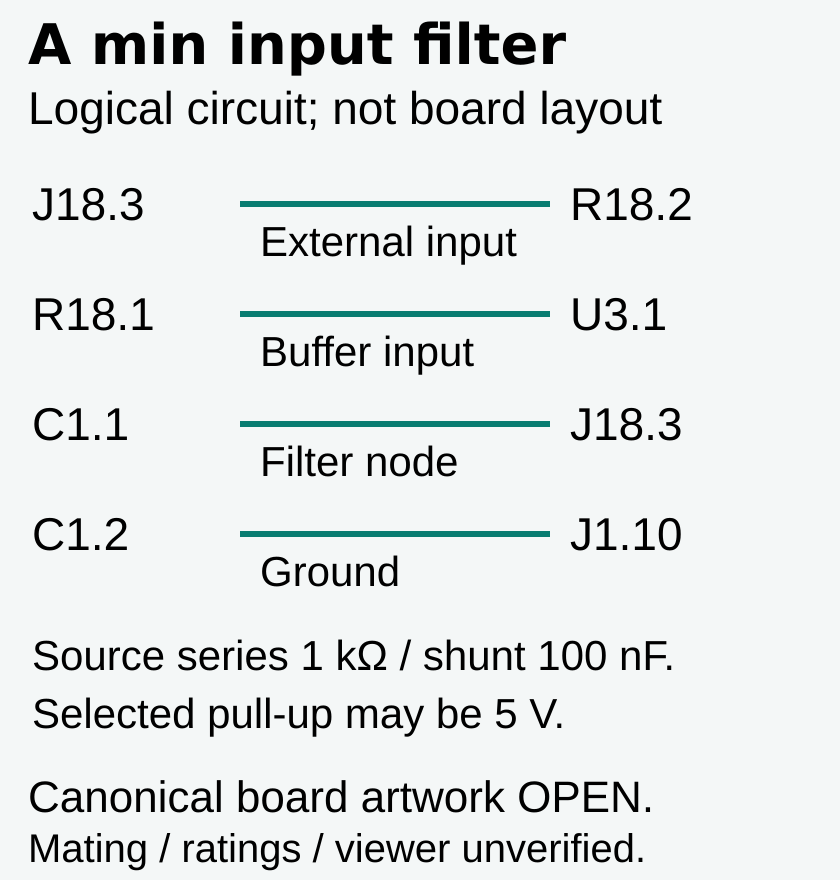 A min input filter
Logical circuit; not board layout
J18.3 R18.2
External input
R18.1 U3.1
Buffer input
C1.1 J18.3
Filter node
C1.2 J1.10
Ground
Source series 1 kΩ / shunt 100 nF.
Selected pull-up may be 5 V.
Canonical board artwork OPEN.
Mating / ratings / viewer unverified.